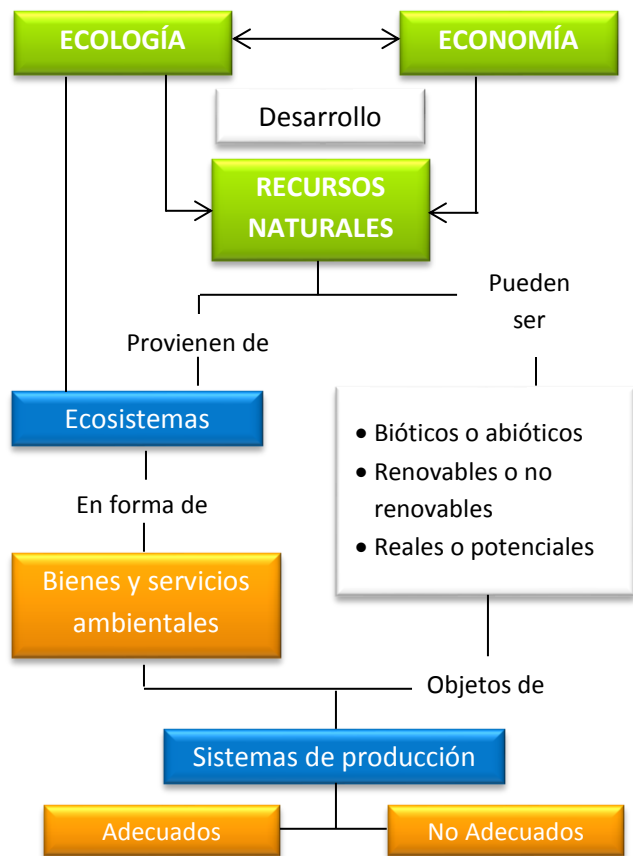 ECOLOGÍA
ECONOMÍA
Desarrollo
RECURSOS
NATURALES
Pueden
ser
Provienen de
Ecosistemas
• Bióticos o abióticos
• Renovables o no
renovables
• Reales o potenciales
En forma de
Bienes y servicios
ambientales
Objetos de
Sistemas de producción
Adecuados
No Adecuados